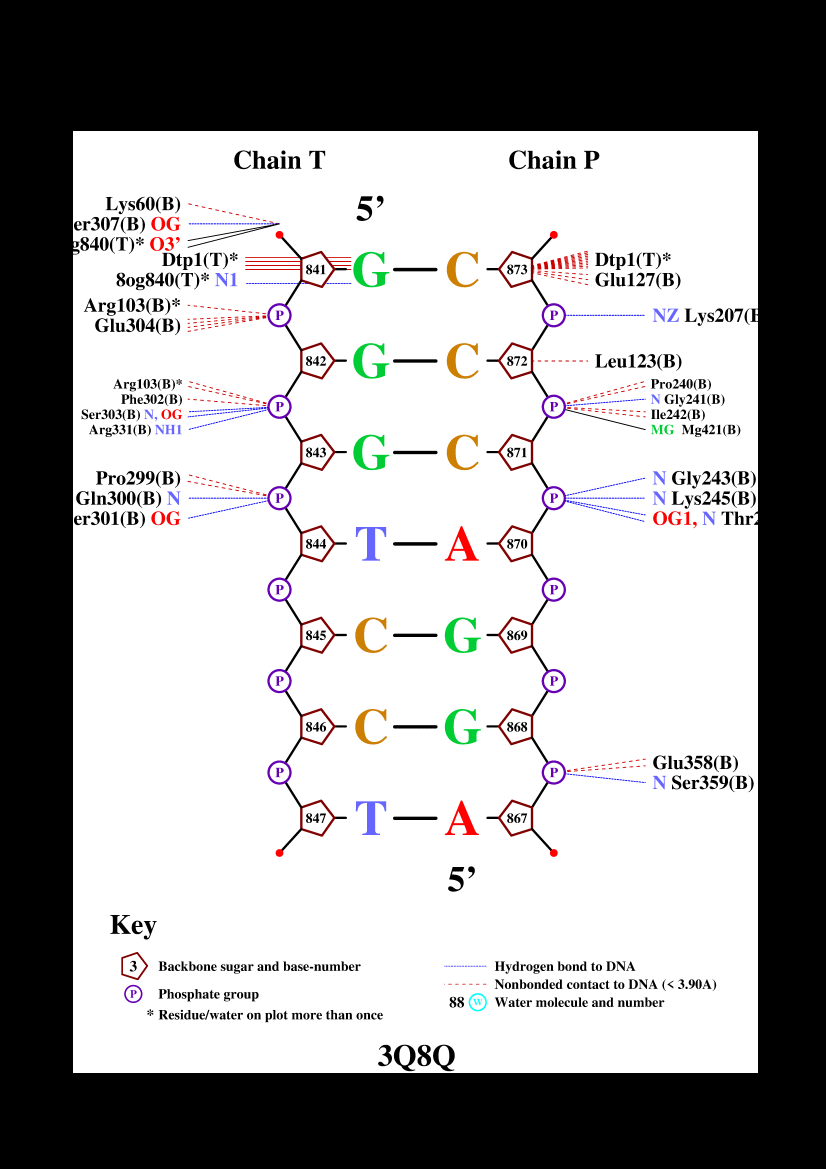 Chain T Chain P
5’
Lys60(B)
er307(B) OG
g840(T)* O3’
Dtp1(T)* 841 G C 873 Dtp1(T)*
8og840(T)* N1 Glu127(B)
Arg103(B)* P P NZ Lys207(B
Glu304(B)
842 G C 872 Leu123(B)
Arg103(B)* Pro240(B)
Phe302(B) P P N Gly241(B)
Ser303(B) N, OG Ile242(B)
Arg331(B) NH1 MG Mg421(B)
843 G C 871
Pro299(B) N Gly243(B)
Gln300(B) N P P N Lys245(B)
er301(B) OG OG1, N Thr2
844 T A 870
P P
845 C G 869
P P
846 C G 868
Glu358(B)
P P N Ser359(B)
847 T A 867
5’
Key
3 Backbone sugar and base-number Hydrogen bond to DNA
P Phosphate group Nonbonded contact to DNA (< 3.90A)
* Residue/water on plot more than once 88 W Water molecule and number
3Q8Q